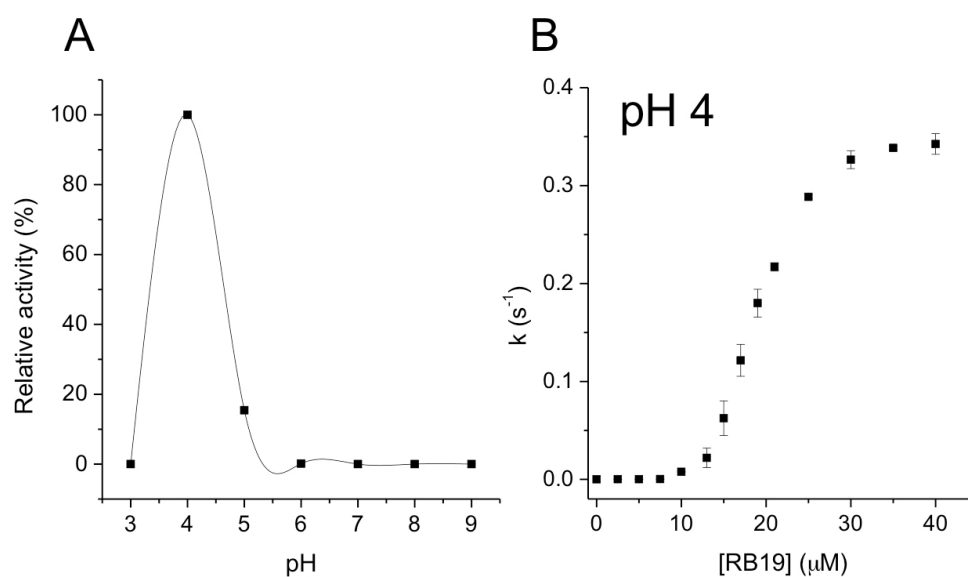 A
Relative activity (%)
100
80
60
40
20
0
3 4 5 6 7 8 9
pH
B
pH 4
k (s⁻¹)
0.4
0.3
0.2
0.1
0.0
0 10 20 30 40
[RB19] (μM)